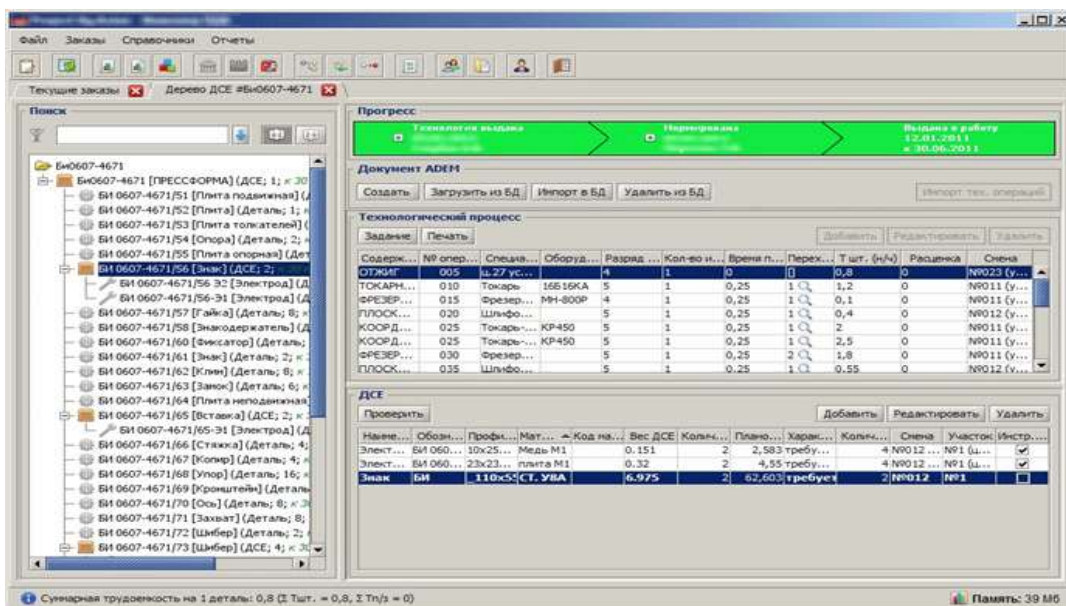 Файл Заказы Справочники Отчеты
Текущие заказы Дерево ДСЕ #Би0607-4671
Поиск
Би0607-4671
Би0607-4671 [ПРЕССФОРМА] (ДСЕ; 1; к 30
БИ 0607-4671/51 [Плита подвижная] (
БИ 0607-4671/52 [Плита] (Деталь; 1;
БИ 0607-4671/53 [Плита толкателей] (
БИ 0607-4671/54 [Опора] (Деталь; 2;
БИ 0607-4671/55 [Плита опорная] (Дет
БИ 0607-4671/56 [Знак] (ДСЕ; 2;
БИ 0607-4671/56 Э2 [Электрод] (Д
БИ 0607-4671/56-Э1 [Электрод] (Д
БИ 0607-4671/57 [Гайка] (Деталь; 8;
БИ 0607-4671/58 [Знакодержатель] (Д
БИ 0607-4671/60 [Фиксатор] (Деталь;
БИ 0607-4671/61 [Знак] (Деталь; 2; к
БИ 0607-4671/62 [Клин] (Деталь; 8; к
БИ 0607-4671/63 [Замок] (Деталь; 6; к
БИ 0607-4671/64 [Плита неподвижная]
БИ 0607-4671/65 [Вставка] (ДСЕ; 2; к
БИ 0607-4671/65-Э1 [Электрод] (Д
БИ 0607-4671/66 [Стяжка] (Деталь; 4;
БИ 0607-4671/67 [Копир] (Деталь; 4;
БИ 0607-4671/68 [Упор] (Деталь; 16;
БИ 0607-4671/69 [Кронштейн] (Деталь
БИ 0607-4671/70 [Ось] (Деталь; 8; к 3
БИ 0607-4671/71 [Захват] (Деталь; 8;
БИ 0607-4671/72 [Шибер] (Деталь; 2;
БИ 0607-4671/73 [Шибер] (ДСЕ; 4; к 30
Прогресс
Технология выдана Нормирована Выдана в работу
12.01.2011
к 30.06.2011
Документ ADEM
Создать Загрузить из БД Импорт в БД Удалить из БД Импорт тех. операций
Технологический процесс
Задание Печать Добавить Редактировать Удалить
Содерж... № опер... Специа... Оборуд... Разряд ... Кол-во и... Время п... Перех... Т шт. (н/ч) Расценка Смена
ОТЖИГ 005 ц.27 ус... 4 1 0 0 0,8 0 №023 (у...
ТОКАРН... 010 Токарь 16Б16КА 5 1 0,25 1 1,2 0 №011 (у...
ФРЕЗЕР... 015 Фрезер... МН-800Р 4 1 0,25 1 0,1 0 №011 (у...
ПЛОСК... 020 Шлифо... 5 1 0,25 1 0,4 0 №012 (у...
КООРД... 025 Токарь-... КР450 5 1 0,25 1 2 0 №011 (у...
КООРД... 025 Токарь-... КР450 5 1 0,25 1 2,5 0 №011 (у...
ФРЕЗЕР... 030 Фрезер... 5 1 0,25 2 1,8 0 №011 (у...
ПЛОСК... 035 Шлифо... 5 1 0.25 1 0.55 0 №012 (у...
ДСЕ
Проверить Добавить Редактировать Удалить
Наиме... Обозн... Профи... Мат... Код на... Вес ДСЕ Колич... Плано... Харак... Колич... Смена Участок Инстр....
Элект... БИ 060... 10x25... Медь М1 0.151 2 2,583 требу... 4 №012 ... №1 (ц...
Элект... БИ 060... 23x23... плита М1 0.32 2 4,55 требу... 4 №012 ... №1 (ц...
Знак БИ _110x55 СТ. У8А 6.975 2 62,603 требует 2 №012 №1
Суммарная трудоемкость на 1 деталь: 0,8 (Σ Тшт. = 0,8, Σ Тп/з = 0) Память: 39 Мб